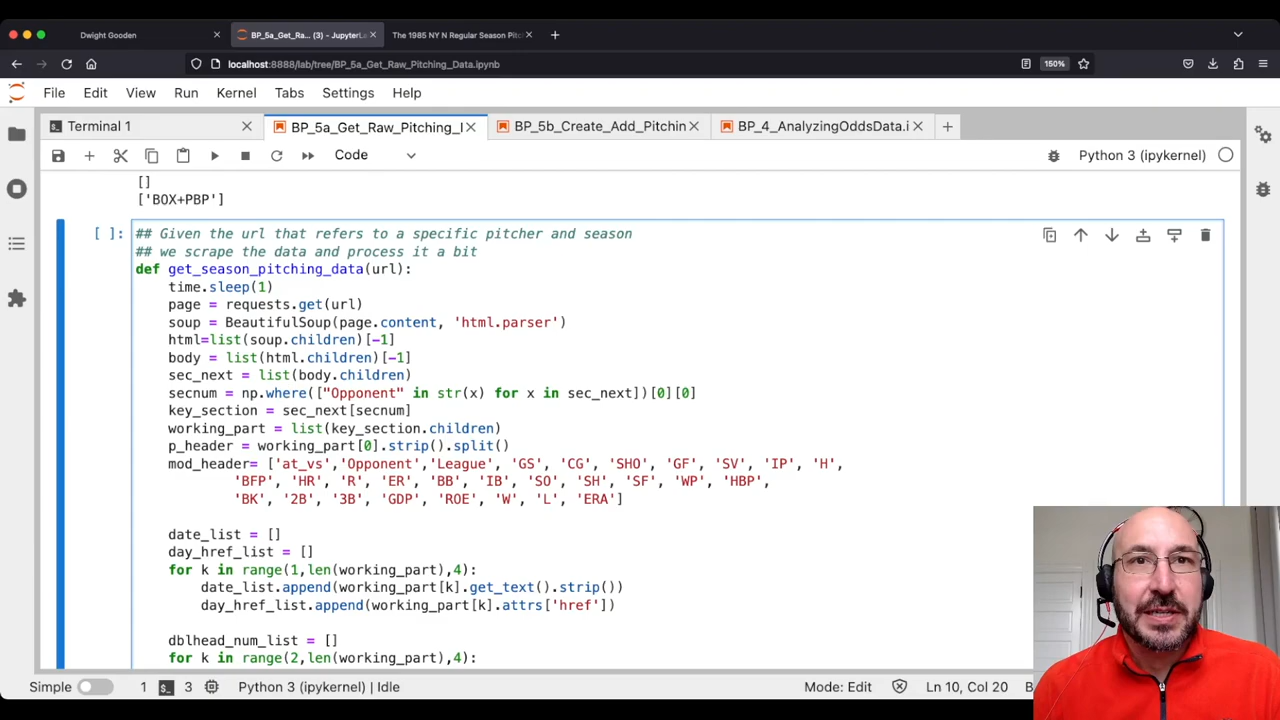 Dwight Gooden
BP_5a_Get_Ra... (3) - JupyterLa
The 1985 NY N Regular Season Pitc
localhost:8888/lab/tree/BP_5a_Get_Raw_Pitching_Data.ipynb
150%
File Edit View Run Kernel Tabs Settings Help
Terminal 1
BP_5a_Get_Raw_Pitching_I
BP_5b_Create_Add_Pitchin
BP_4_AnalyzingOddsData.i
Code
Python 3 (ipykernel)
[]
['BOX+PBP']
[ ]:
## Given the url that refers to a specific pitcher and season
## we scrape the data and process it a bit
def get_season_pitching_data(url):
    time.sleep(1)
    page = requests.get(url)
    soup = BeautifulSoup(page.content, 'html.parser')
    html=list(soup.children)[-1]
    body = list(html.children)[-1]
    sec_next = list(body.children)
    secnum = np.where(["Opponent" in str(x) for x in sec_next])[0][0]
    key_section = sec_next[secnum]
    working_part = list(key_section.children)
    p_header = working_part[0].strip().split()
    mod_header= ['at_vs','Opponent','League', 'GS', 'CG', 'SHO', 'GF', 'SV', 'IP', 'H',
            'BFP', 'HR', 'R', 'ER', 'BB', 'IB', 'SO', 'SH', 'SF', 'WP', 'HBP',
            'BK', '2B', '3B', 'GDP', 'ROE', 'W', 'L', 'ERA']
    date_list = []
    day_href_list = []
    for k in range(1,len(working_part),4):
        date_list.append(working_part[k].get_text().strip())
        day_href_list.append(working_part[k].attrs['href'])
    dblhead_num_list = []
    for k in range(2,len(working_part),4):
Simple 1 3 Python 3 (ipykernel) | Idle Mode: Edit Ln 10, Col 20